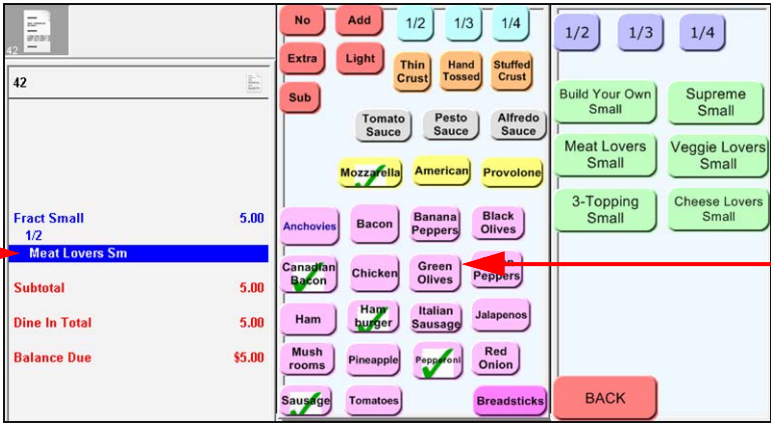 42
42
Fract Small 5.00
1/2
Meat Lovers Sm
Subtotal 5.00
Dine In Total 5.00
Balance Due $5.00
No Add 1/2 1/3 1/4
Extra Light Thin Hand Stuffed
Crust Tossed Crust
Sub
Tomato Pesto Alfredo
Sauce Sauce Sauce
Mozzarella American Provolone
Anchovies Bacon Banana Black
Peppers Olives
Canadian Chicken Green
Bacon Olives Peppers
Ham Ham Italian Jalapenos
burger Sausage
Mush Pineapple Pepperoni Red
rooms Onion
Sausage Tomatoes Breadsticks
1/2 1/3 1/4
Build Your Own Supreme
Small Small
Meat Lovers Veggie Lovers
Small Small
3-Topping Cheese Lovers
Small Small
BACK